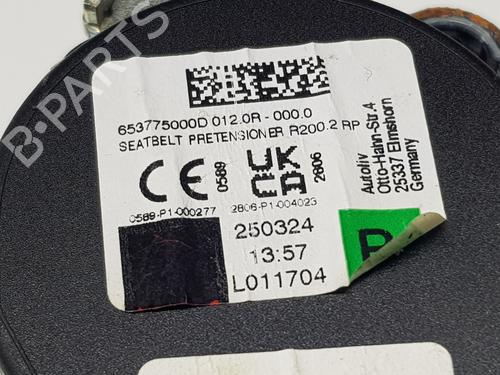 653775000D 012.0R - 000.0
SEATBELT PRETENSIONER R200.2 RP
CE 0589
UK CA 2806
Autoliv
Otto-Hahn-Str.4
25337 Elmshorn
Germany
0589-P1-000277
2806-P1-004023
250324
13:57
L011704
B-PARTS